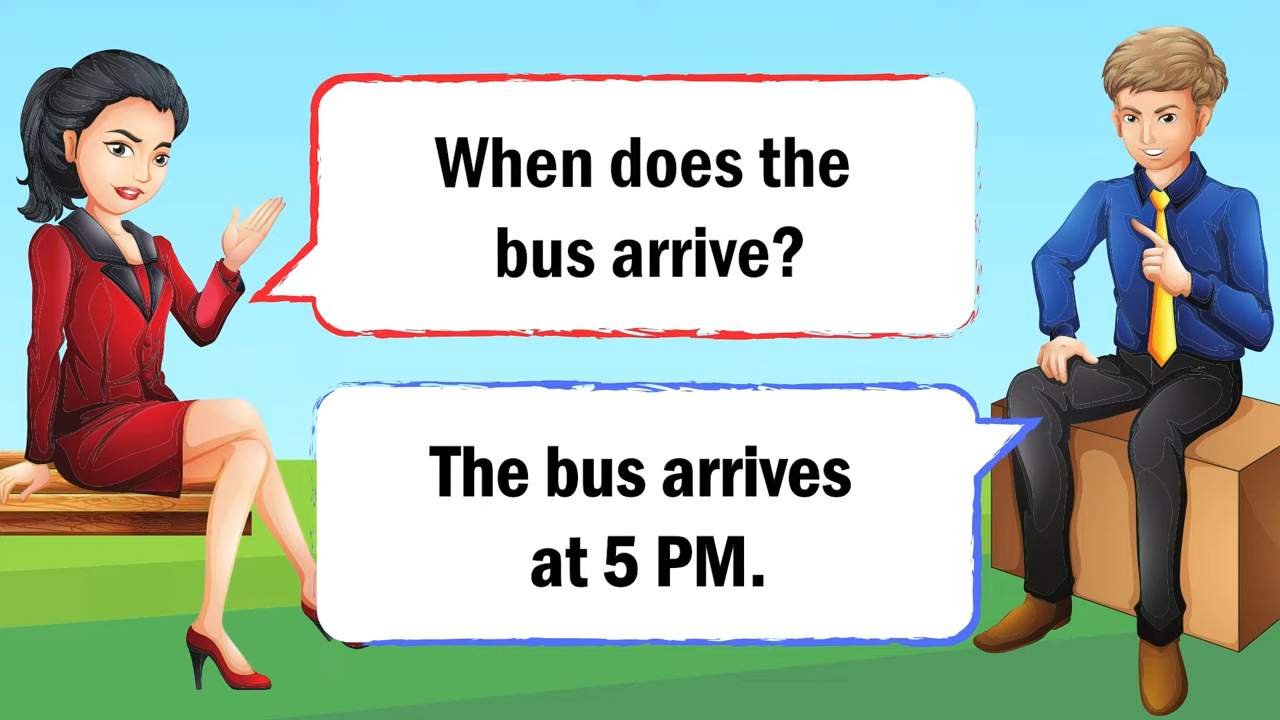 When does the
bus arrive?
The bus arrives
at 5 PM.